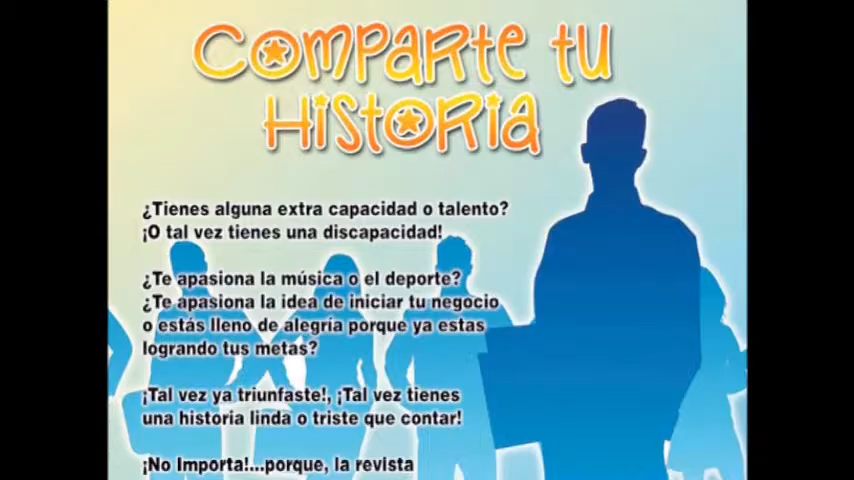 Comparte tu
Historia
¿Tienes alguna extra capacidad o talento?
¡O tal vez tienes una discapacidad!
¿Te apasiona la música o el deporte?
¿Te apasiona la idea de iniciar tu negocio
o estás lleno de alegría porque ya estas
logrando tus metas?
¡Tal vez ya triunfaste!, ¡Tal vez tienes
una historia linda o triste que contar!
¡No Importa!...porque, la revista